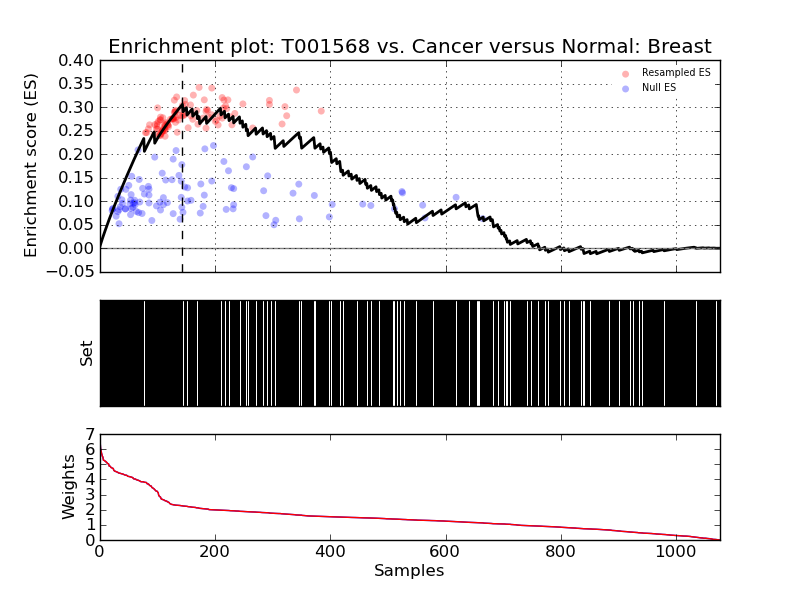 Enrichment plot: T001568 vs. Cancer versus Normal: Breast
0.40
0.35
0.30
0.25
0.20
0.15
0.10
0.05
0.00
−0.05
Enrichment score (ES)
Resampled ES
Null ES
Set
7
6
5
4
3
2
1
0
Weights
0 200 400 600 800 1000
Samples